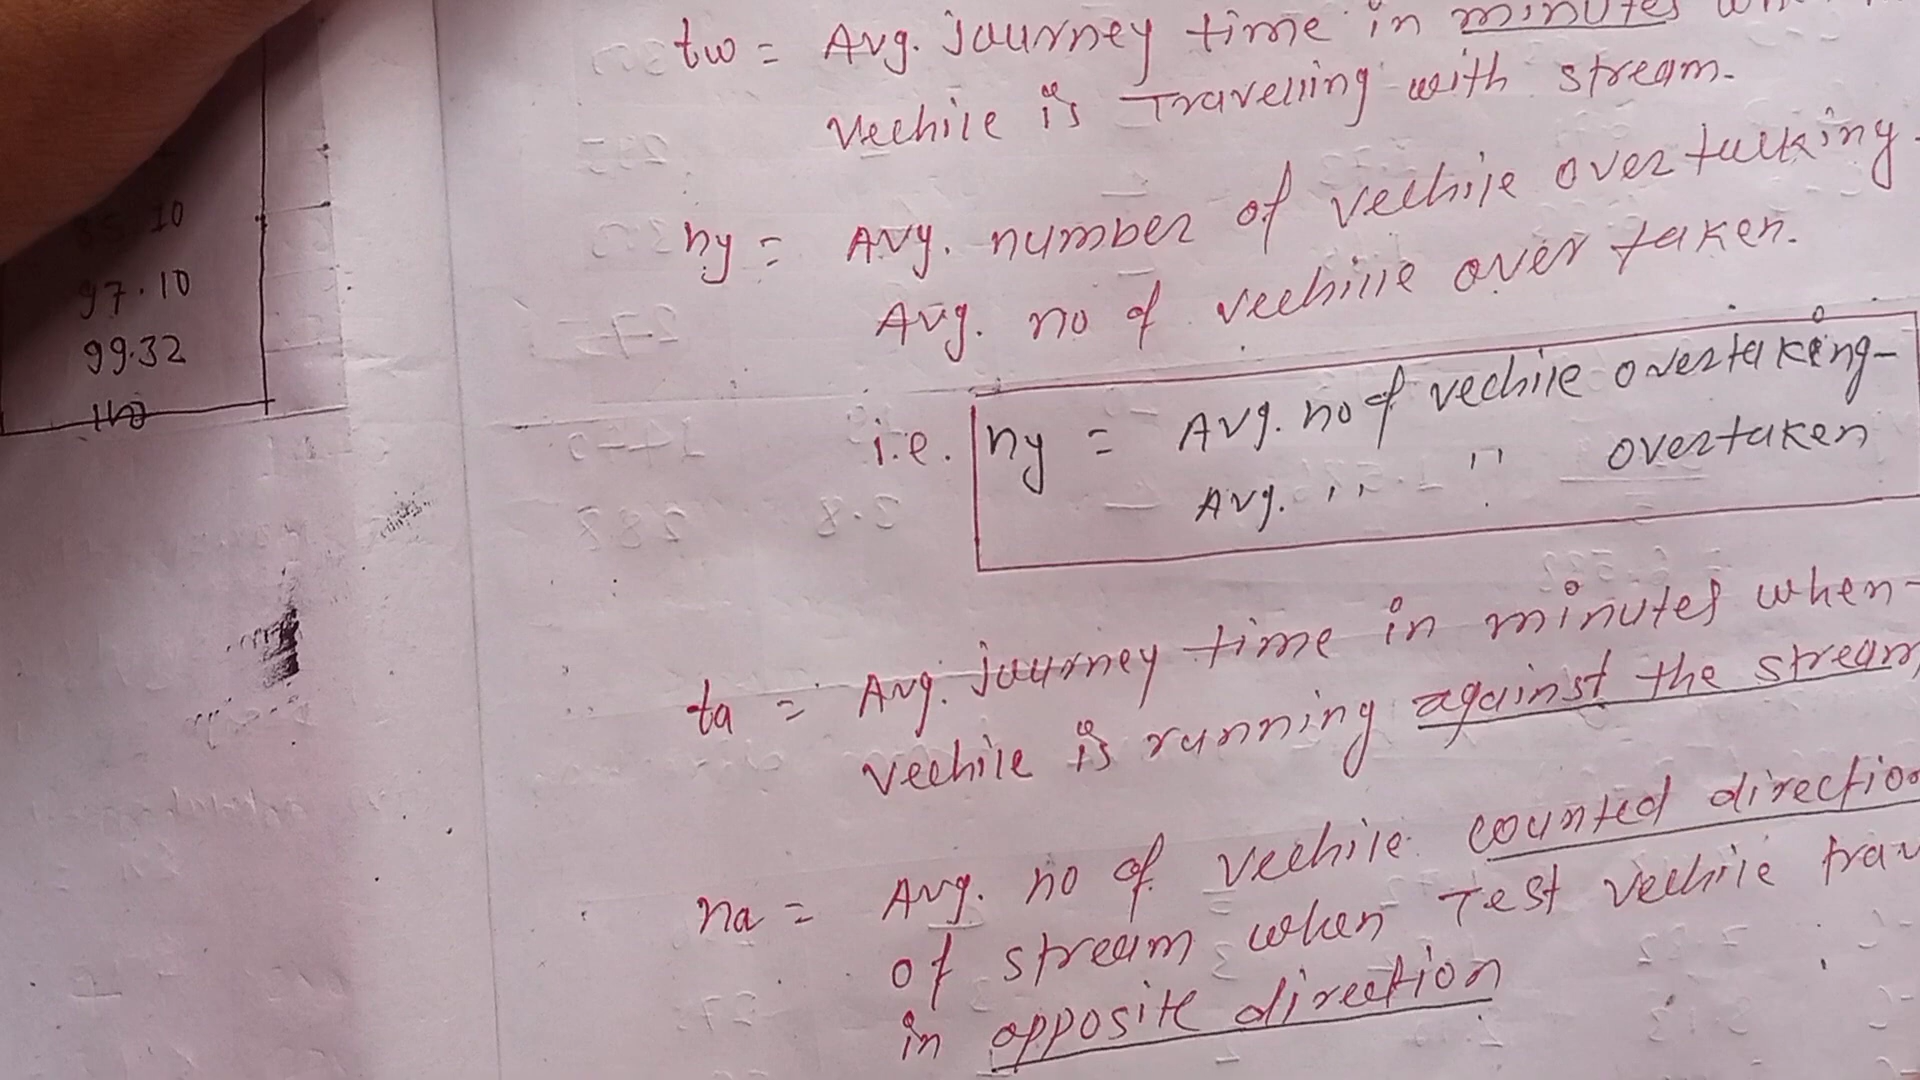 tw = Avg. journey time in minutes
Vechile is Travelling with stream.
ny = Avg. number of vechile overtaking -
Avg. no of vechile over taken.
i.e. ny = Avg. no of vechile overtaking -
Avg. " " overtaken
ta = Avg. journey time in minutes when -
vechile is running against the stream
na = Avg. no of vechile counted direction
of stream when Test vechile
in opposite direction
10
97.10
99.32